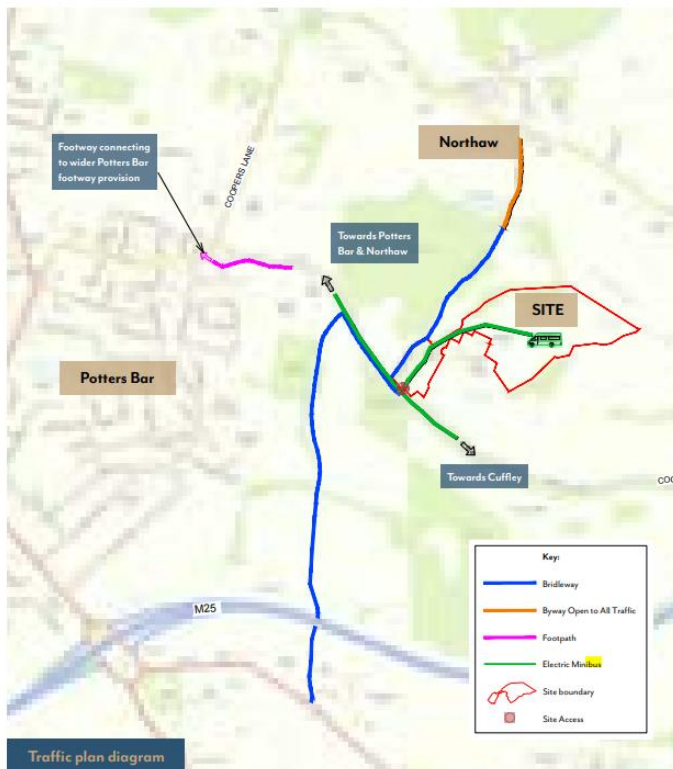 Northaw
Footway connecting
to wider Potters Bar
footway provision
COOPERS LANE
Towards Potters
Bar & Northaw
SITE
Potters Bar
Towards Cuffley
COO
M25
Key:
Bridleway
Byway Open to All Traffic
Footpath
Electric Minibus
Site boundary
Site Access
Traffic plan diagram